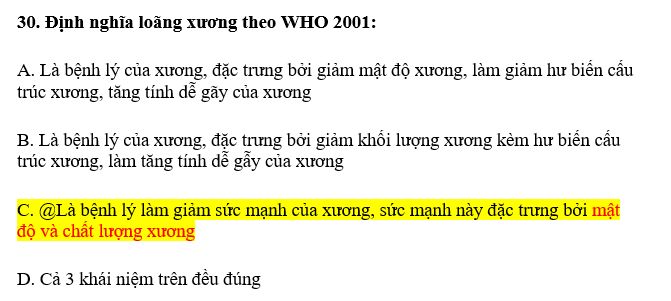 30. Định nghĩa loãng xương theo WHO 2001:
A. Là bệnh lý của xương, đặc trưng bởi giảm mật độ xương, làm giảm hư biến cấu
trúc xương, tăng tính dễ gãy của xương
B. Là bệnh lý của xương, đặc trưng bởi giảm khối lượng xương kèm hư biến cấu
trúc xương, làm tăng tính dễ gẫy của xương
C. @Là bệnh lý làm giảm sức mạnh của xương, sức mạnh này đặc trưng bởi mật
độ và chất lượng xương
D. Cả 3 khái niệm trên đều đúng